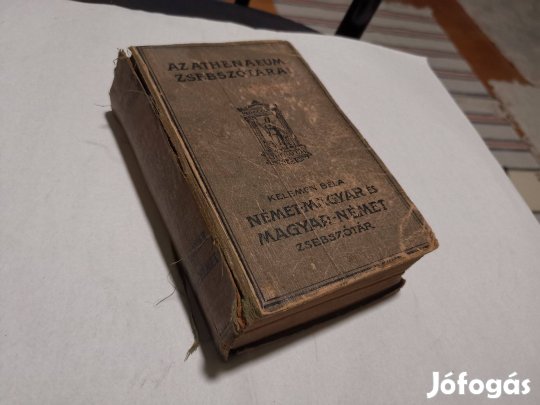 AZ ATHENAEUM
ZSEBSZÓTÁRAI
KELEMEN BÉLA
NÉMET-MAGYAR ÉS
MAGYAR-NÉMET
ZSEBSZÓTÁR
Jófogás